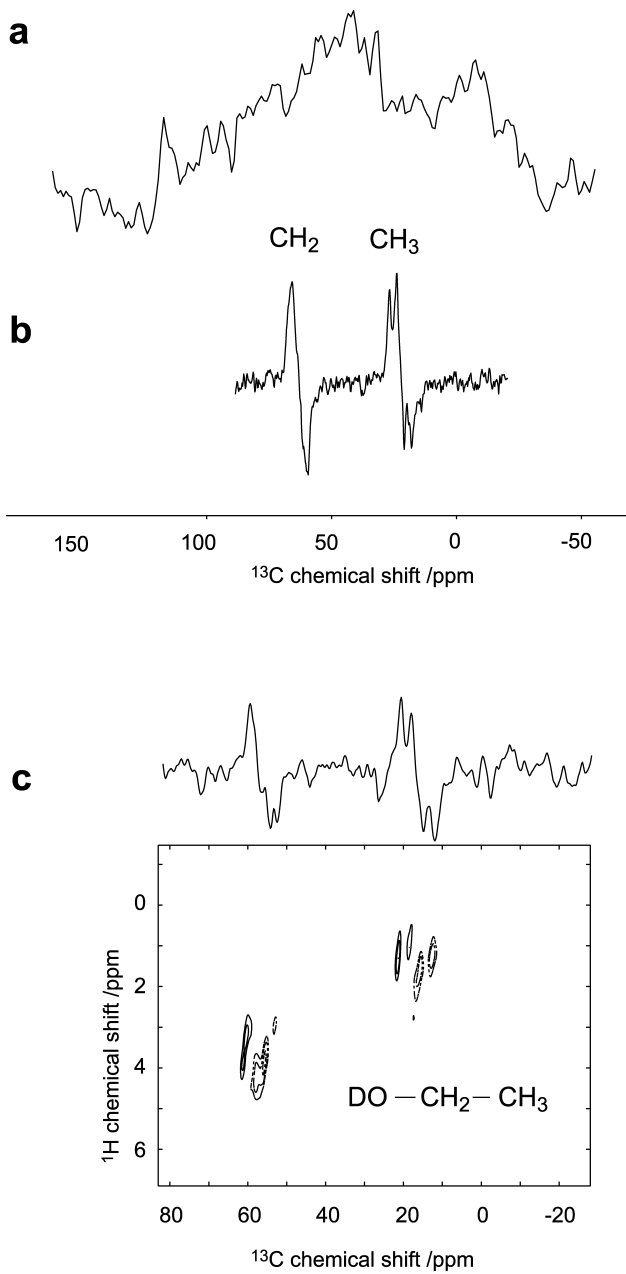 a
CH₂ CH₃
b
150 100 50 0 -50
¹³C chemical shift /ppm
c
0
2
4
6
¹H chemical shift /ppm
DO — CH₂ — CH₃
80 60 40 20 0 -20
¹³C chemical shift /ppm